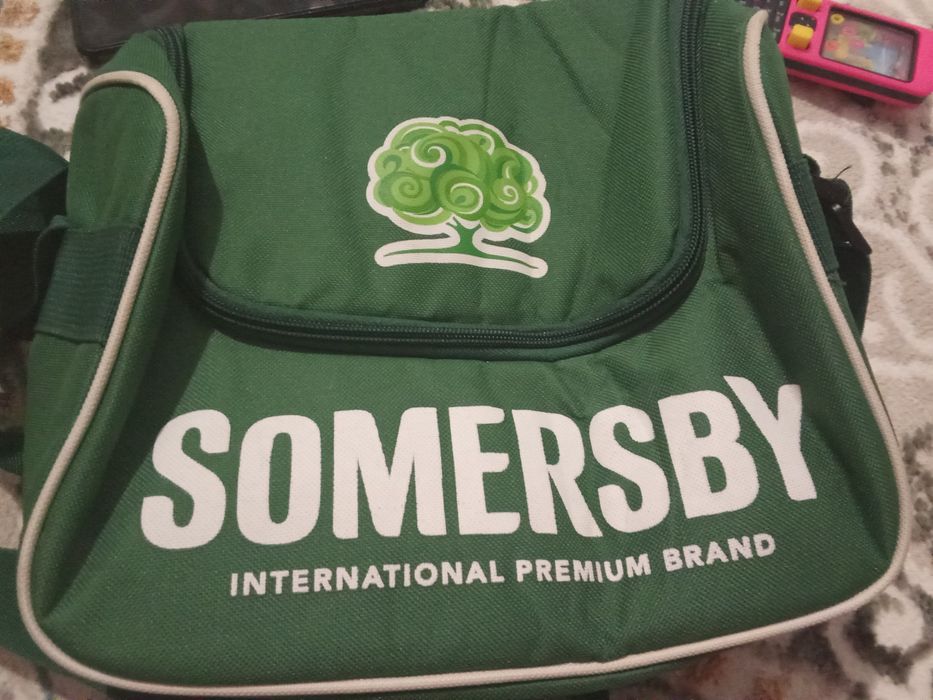 SOMERSBY
INTERNATIONAL PREMIUM BRAND